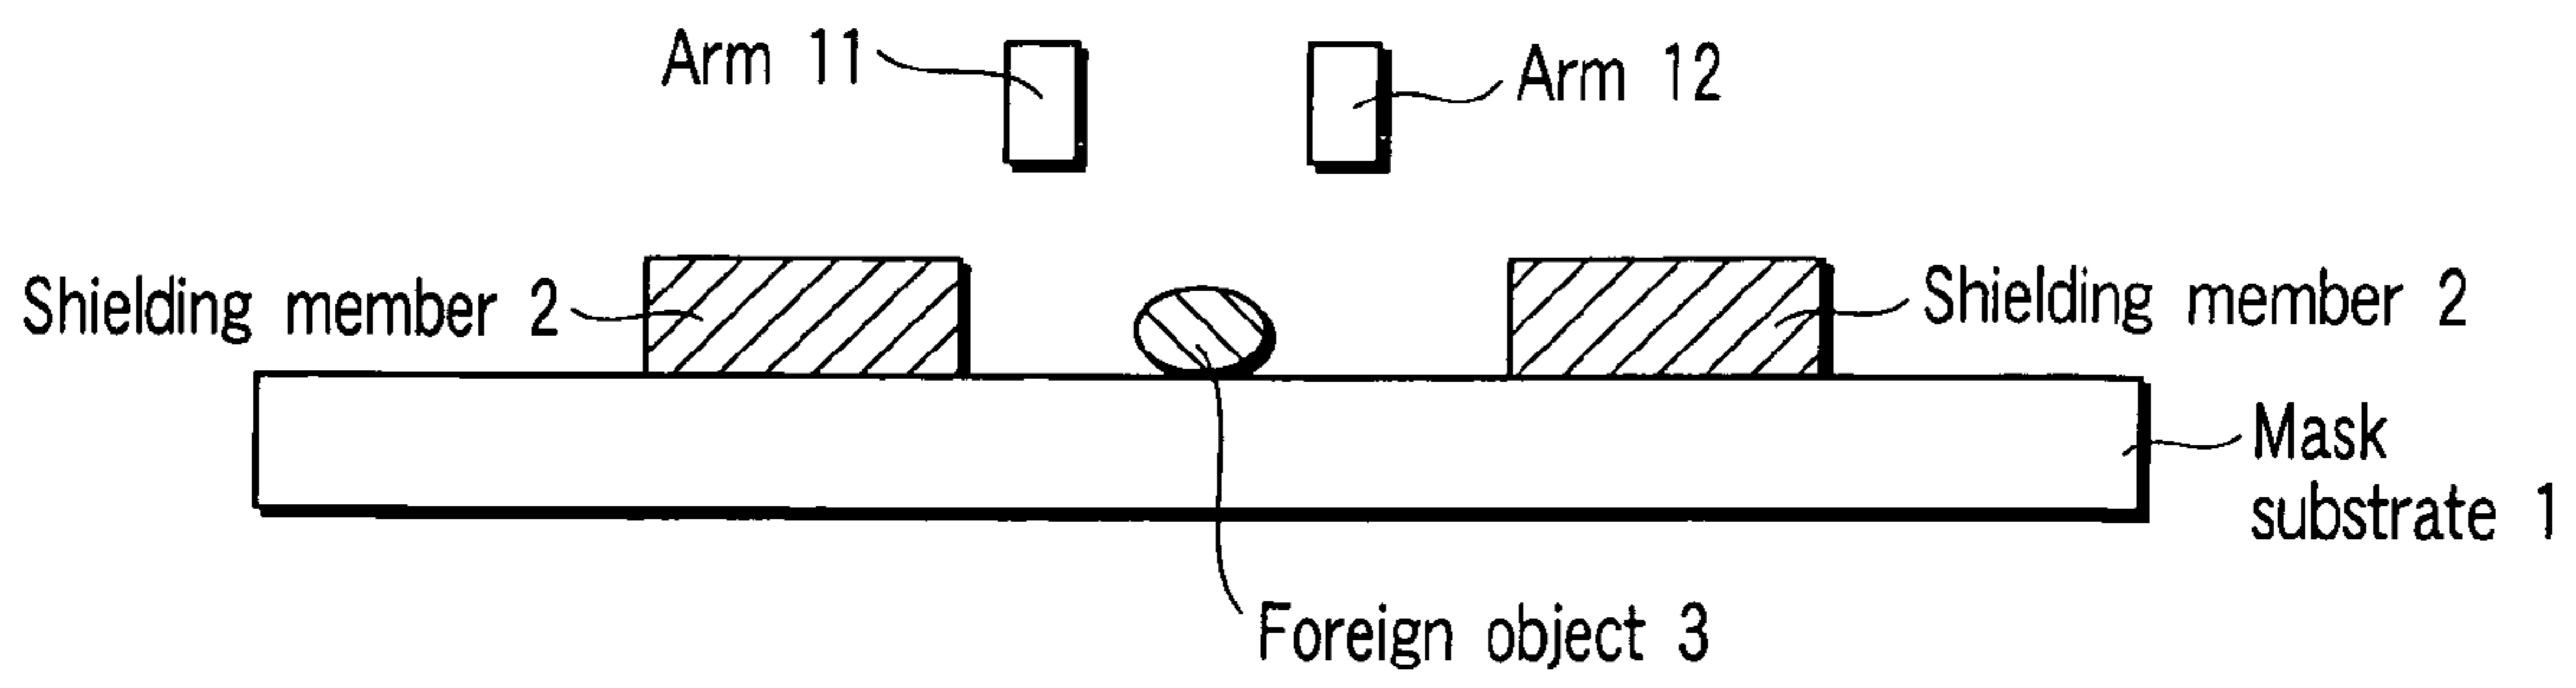 Arm 11
Arm 12
Shielding member 2
Shielding member 2
Mask
substrate 1
Foreign object 3